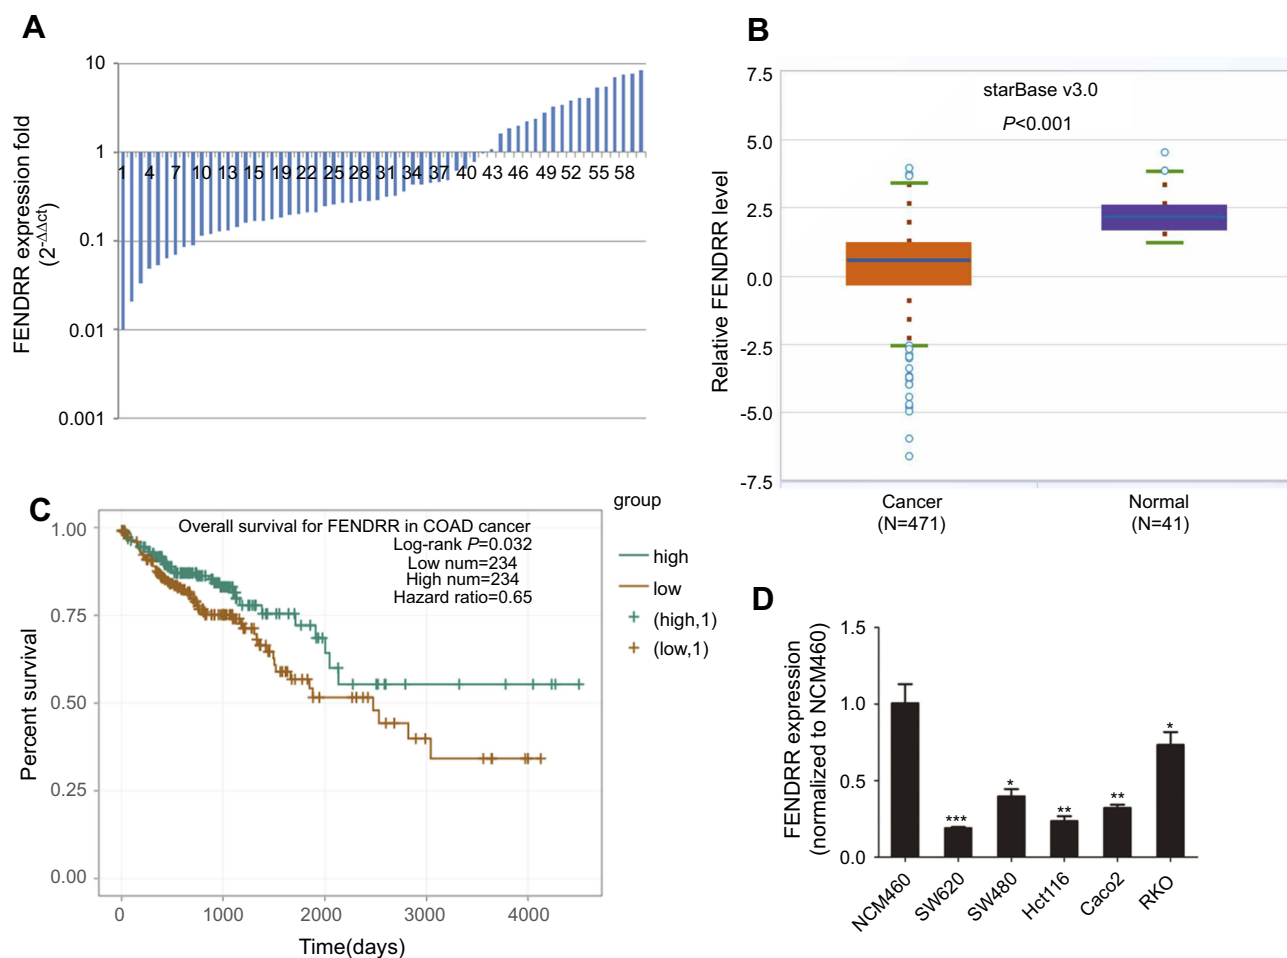 A
10
1
0.1
0.01
0.001
FENDRR expression fold
(2-ΔΔct)
1 4 7 10 13 15 19 22 25 28 31 34 37 40 43 46 49 52 55 58
B
7.5
5.0
2.5
0.0
-2.5
-5.0
-7.5
Relative FENDRR level
starBase v3.0
P<0.001
Cancer
(N=471)
Normal
(N=41)
C
1.00
0.75
0.50
0.25
0.00
Percent survival
Overall survival for FENDRR in COAD cancer
Log-rank P=0.032
Low num=234
High num=234
Hazard ratio=0.65
0 1000 2000 3000 4000
Time(days)
group
high
low
(high,1)
(low,1)
D
1.5
1.0
0.5
0.0
FENDRR expression
(normalized to NCM460)
***
*
**
**
*
NCM460
SW620
SW480
Hct116
Caco2
RKO